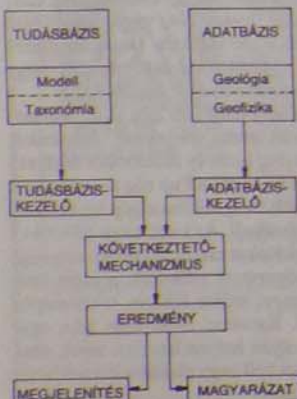 TUDÁSBÁZIS
Modell
Taxonómia
ADATBÁZIS
Geológia
Geofizika
TUDÁSBÁZIS-
KEZELŐ
ADATBÁZIS-
KEZELŐ
KÖVETKEZTETŐ-
MECHANIZMUS
EREDMÉNY
MEGJELENÍTÉS
MAGYARÁZAT